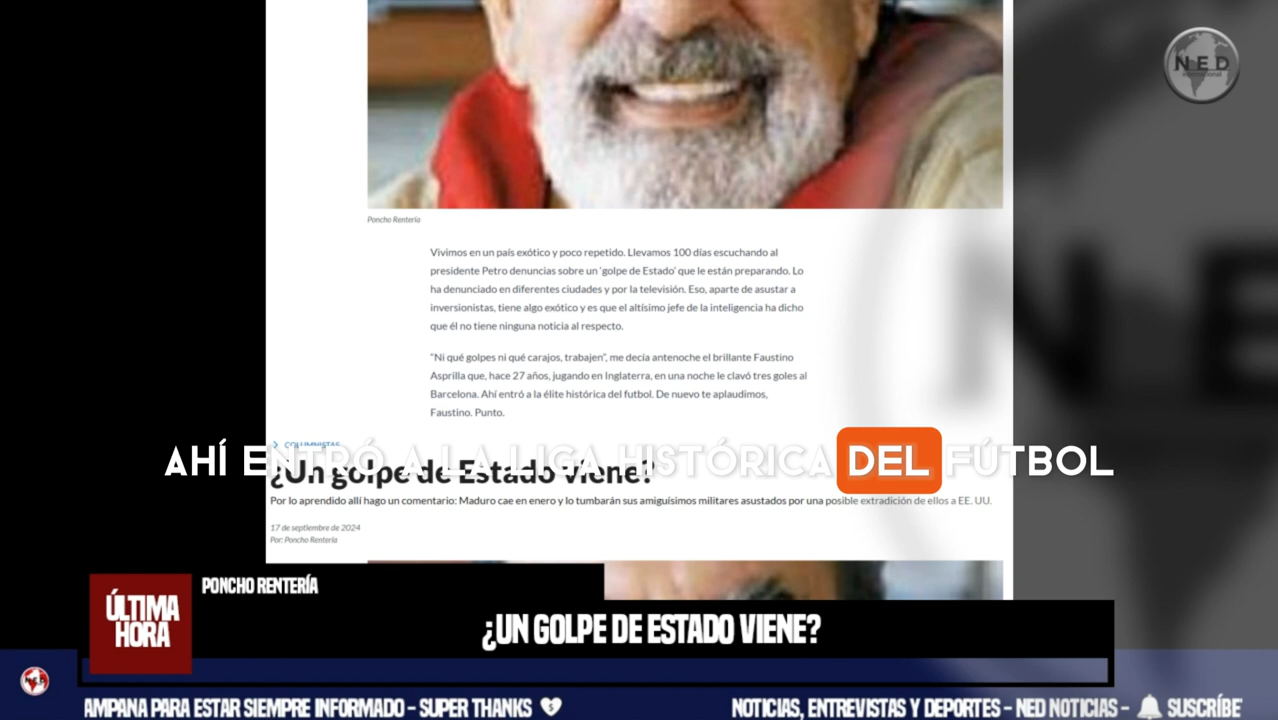 NED
International
Poncho Rentería
Vivimos en un país exótico y poco repetido. Llevamos 100 días escuchando al
presidente Petro denuncias sobre un 'golpe de Estado' que le están preparando. Lo
ha denunciado en diferentes ciudades y por la televisión. Eso, aparte de asustar a
inversionistas, tiene algo exótico y es que el altísimo jefe de la inteligencia ha dicho
que él no tiene ninguna noticia al respecto.
"Ni qué golpes ni qué carajos, trabajen", me decía antenoche el brillante Faustino
Asprilla que, hace 27 años, jugando en Inglaterra, en una noche le clavó tres goles al
Barcelona. Ahí entró a la élite histórica del futbol. De nuevo te aplaudimos,
Faustino. Punto.
COLUMNISTAS
AHÍ ENTRÓ A LA LIGA HISTÓRICA DEL FÚTBOL
¿Un golpe de Estado viene?
Por lo aprendido allí hago un comentario: Maduro cae en enero y lo tumbarán sus amiguísimos militares asustados por una posible extradición de ellos a EE. UU.
17 de septiembre de 2024
Por: Poncho Rentería
ÚLTIMA
HORA
PONCHO RENTERÍA
¿UN GOLPE DE ESTADO VIENE?
AMPANA PARA ESTAR SIEMPRE INFORMADO - SUPER THANKS
NOTICIAS, ENTREVISTAS Y DEPORTES - NED NOTICIAS - SUSCRÍBE